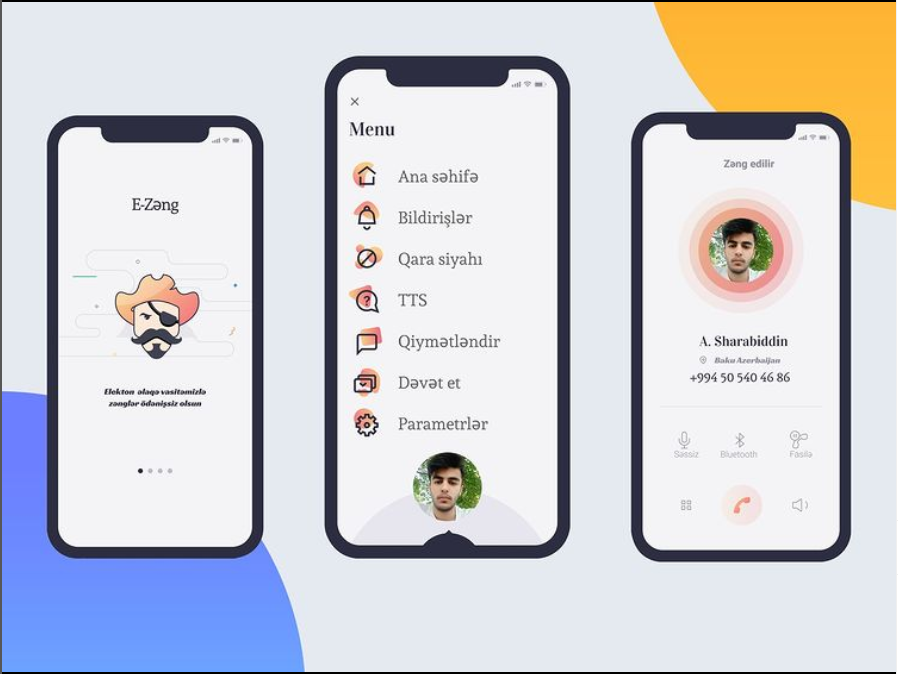 E-Zəng
Elekton əlaqə vasitəmizlə
zənglər ödənişsiz olsun
Menu
Ana səhifə
Bildirişlər
Qara siyahı
TTS
Qiymətləndir
Dəvət et
Parametrlər
Zəng edilir
A. Sharabiddin
Baku Azerbaijan
+994 50 540 46 86
Səssiz
Bluetooth
Fasilə